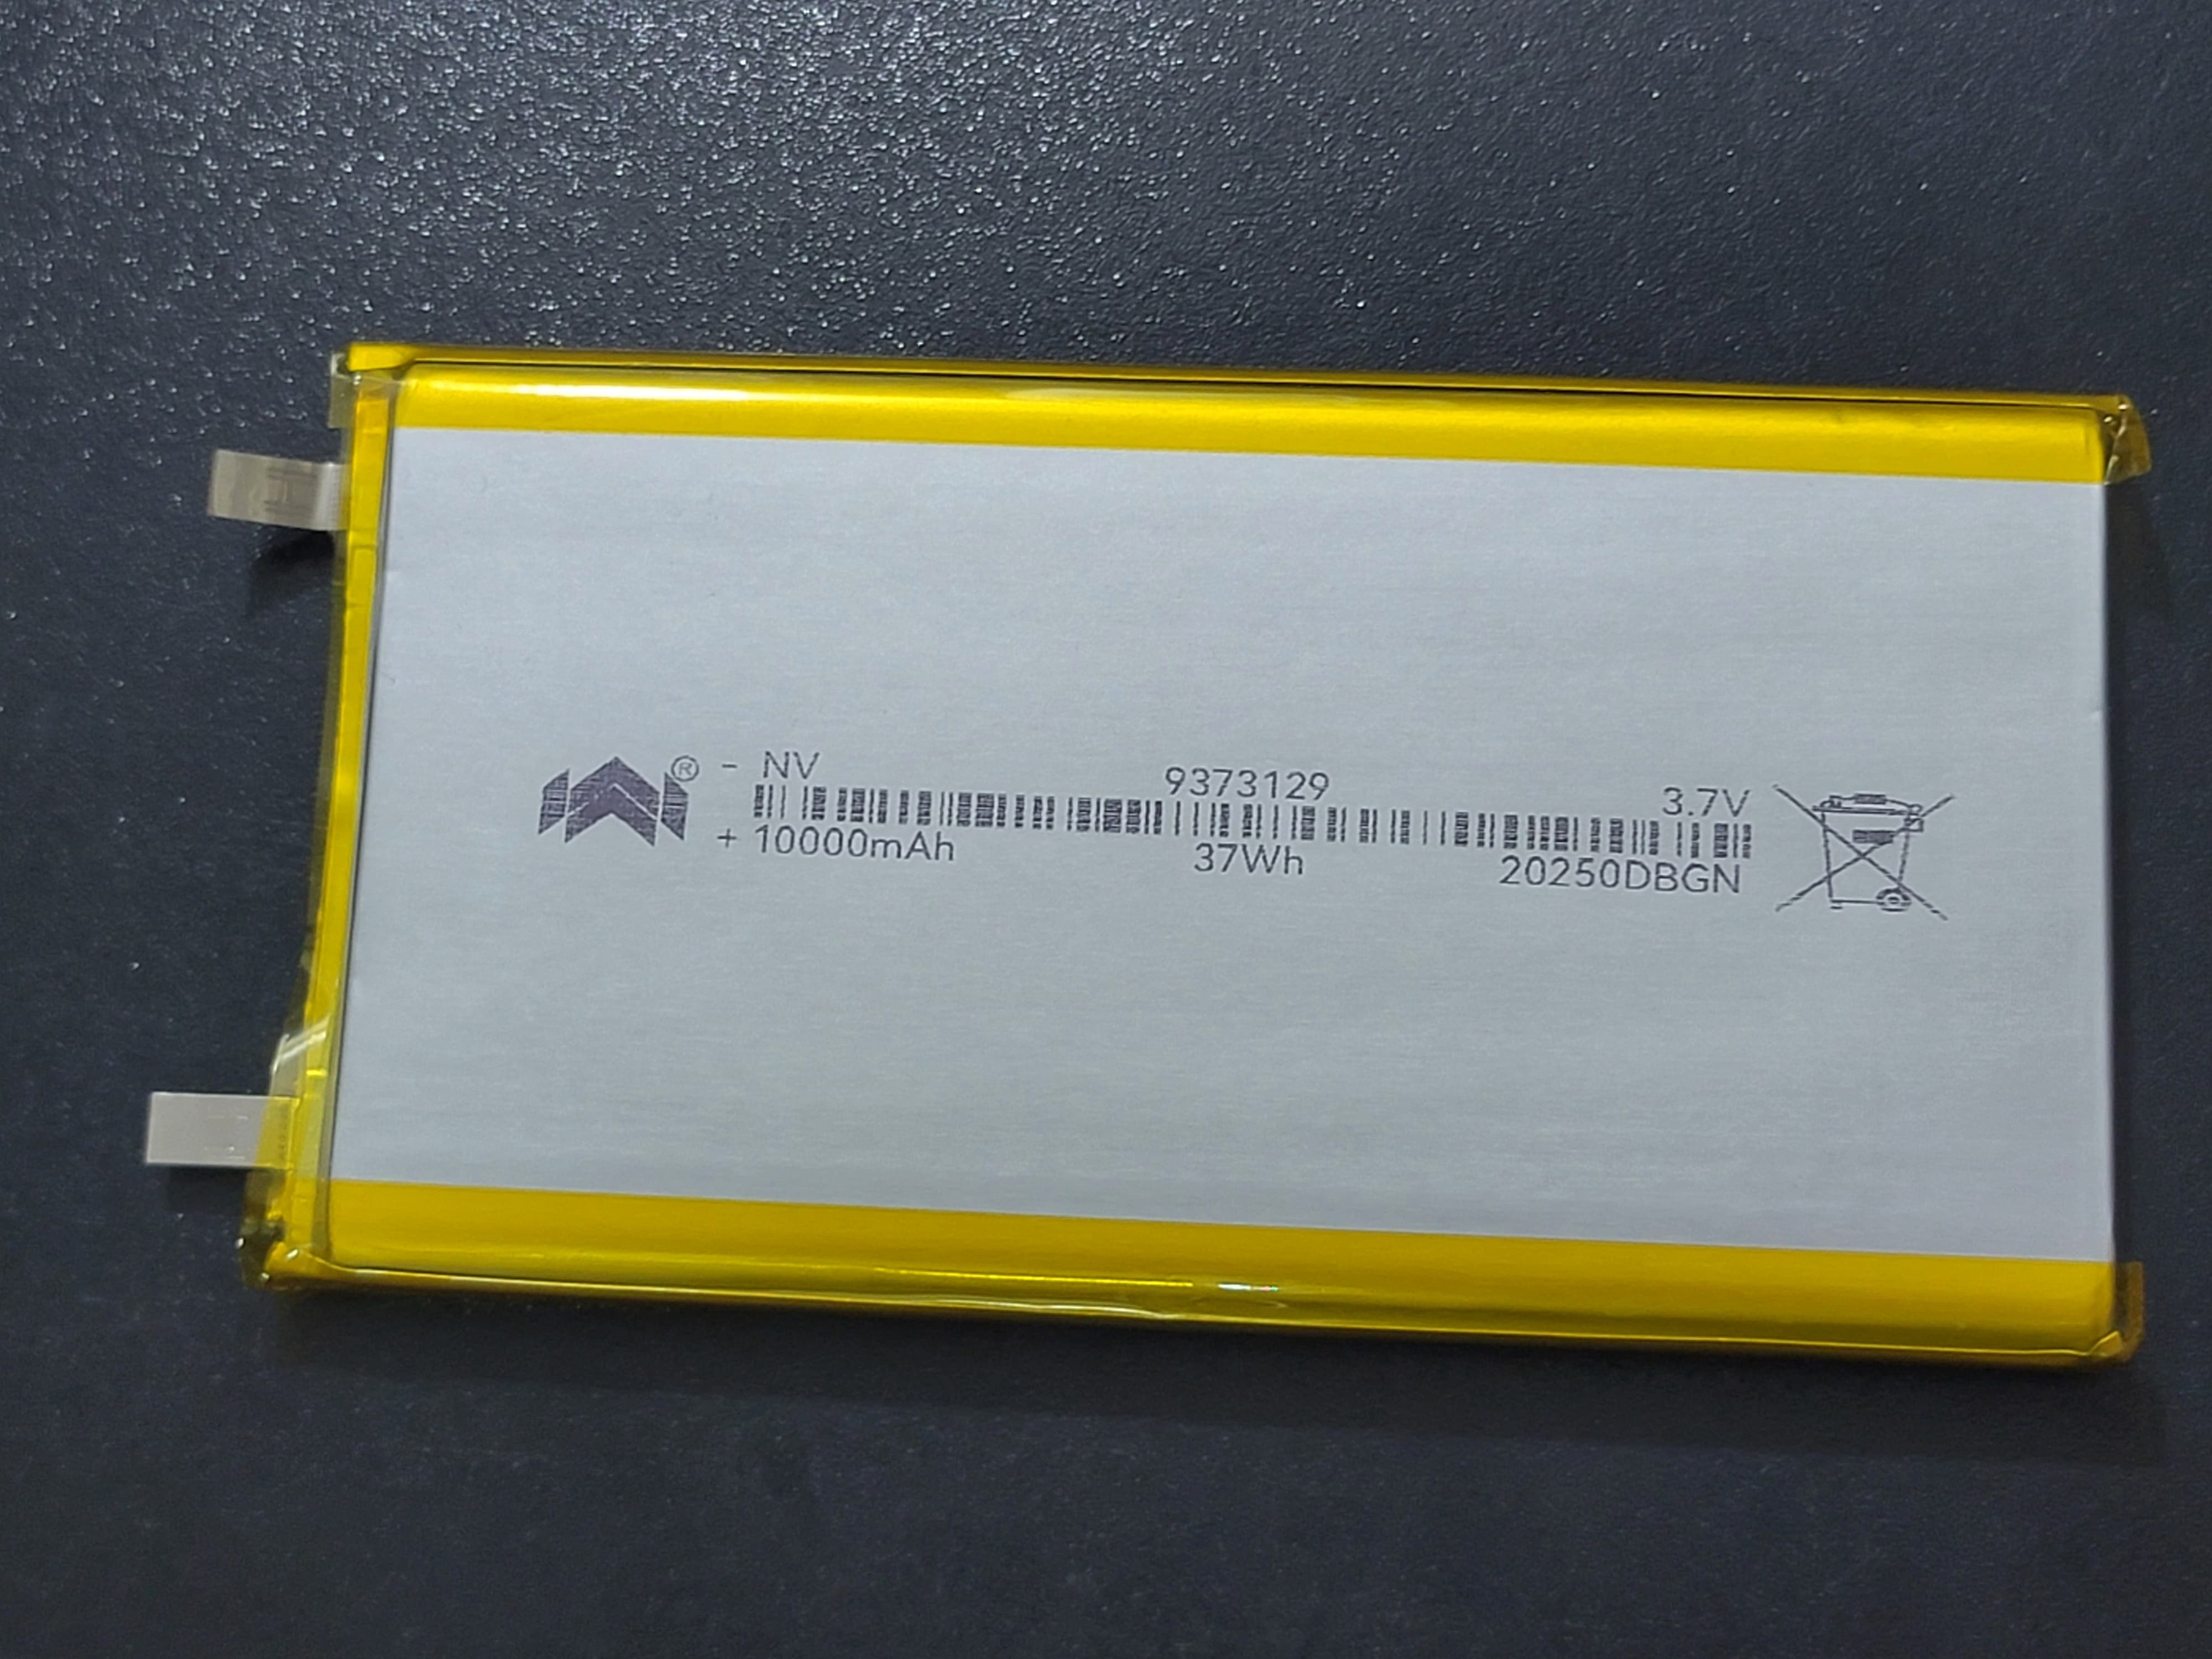 - NV 9373129 3.7V
+ 10000mAh 37Wh 20250DBGN
®